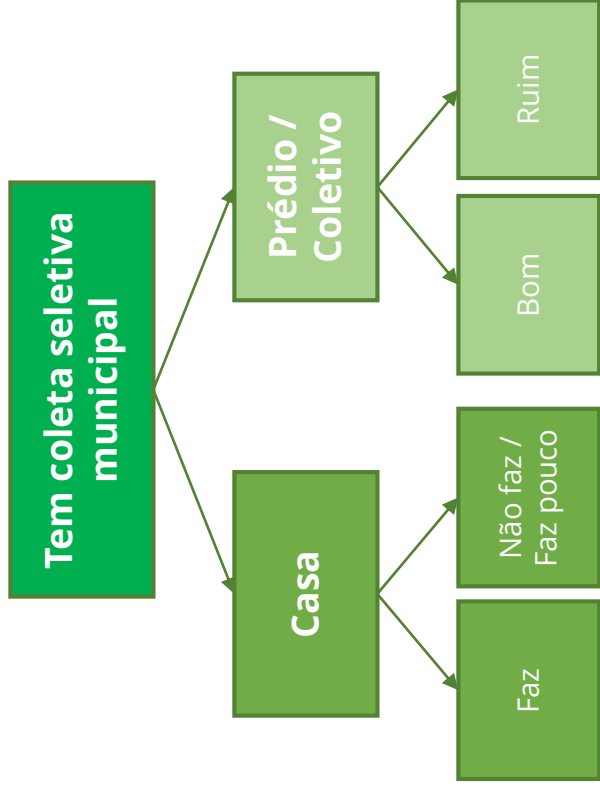 Tem coleta seletiva
municipal
Casa
Prédio /
Coletivo
Faz
Não faz /
Faz pouco
Bom
Ruim